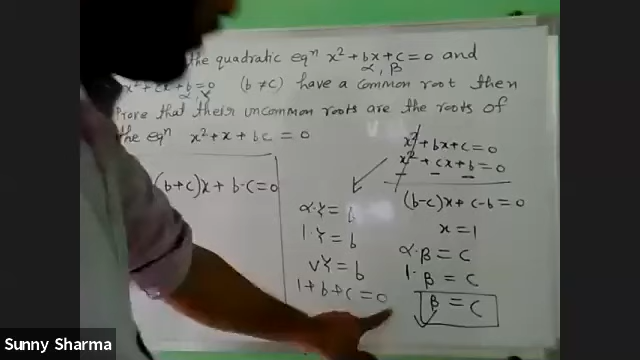 the quadratic eqⁿ x² + bx + c = 0 and
α, β
x² + cx + b = 0 (b ≠ c) have a common root then
α, γ
Prove that their uncommon roots are the roots of
the eqⁿ x² + x + bc = 0
(b+c)x + b-c = 0
α·γ = b
1·γ = b
√γ = b
1 + b + c = 0
x² + bx + c = 0
x² + cx + b = 0
(b-c)x + c-b = 0
x = 1
α·β = c
1·β = c
β = c
Sunny Sharma